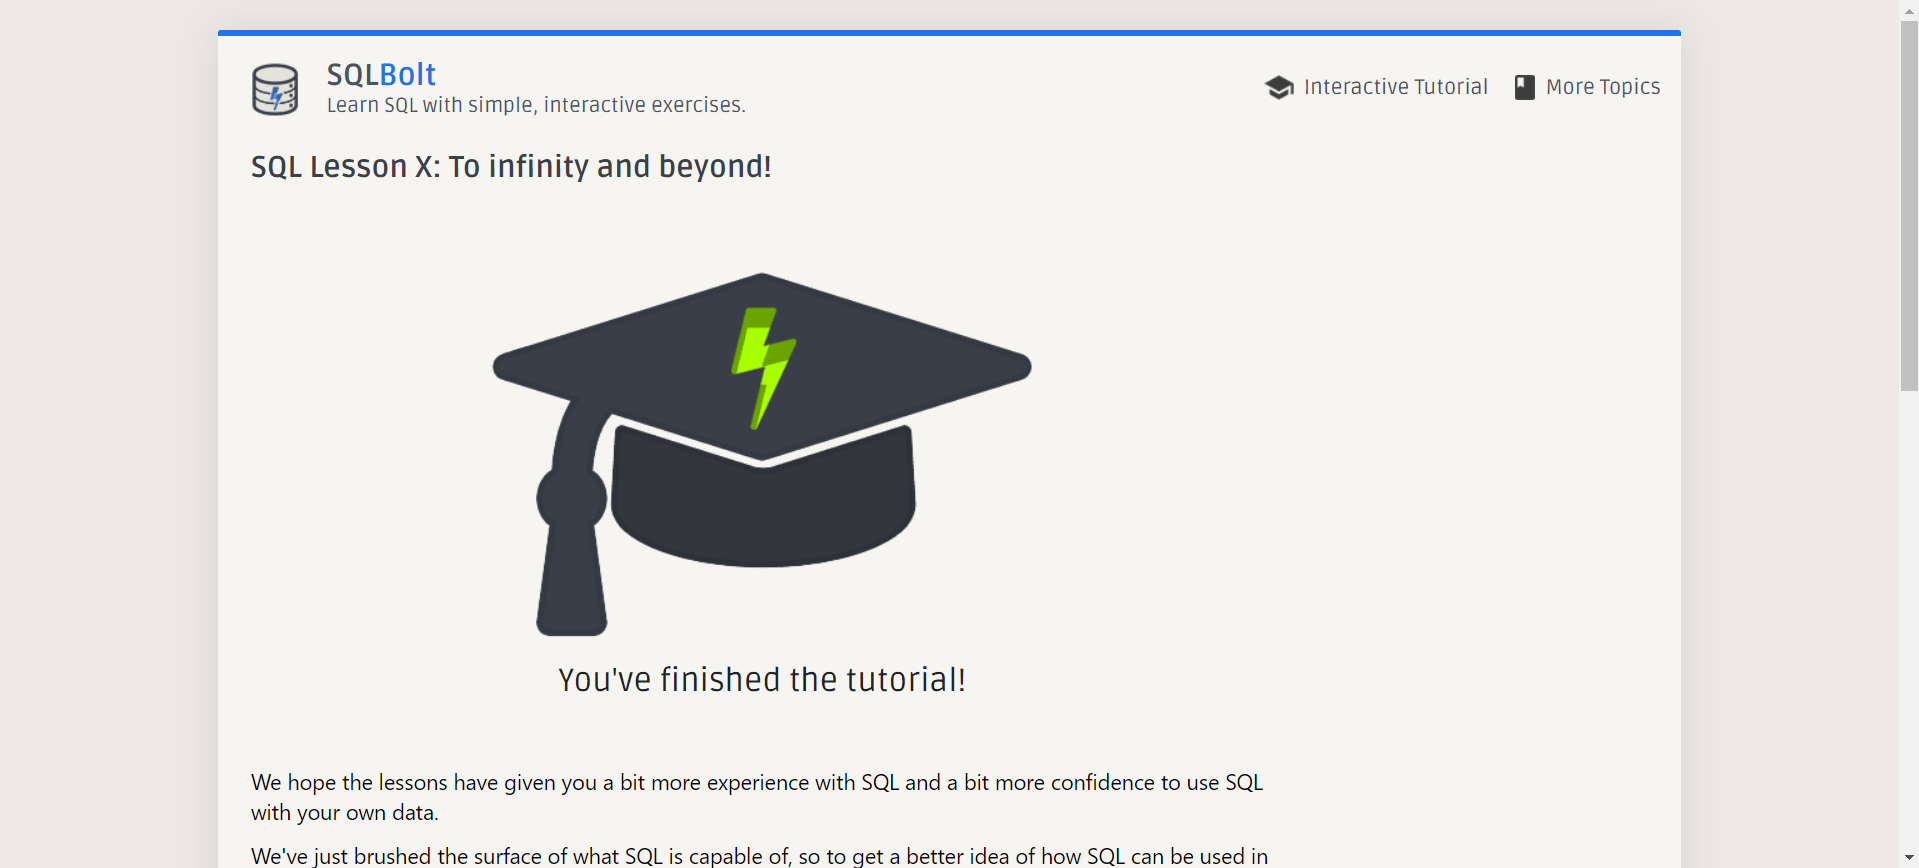 SQLBolt
Learn SQL with simple, interactive exercises.
Interactive Tutorial
More Topics
SQL Lesson X: To infinity and beyond!
You've finished the tutorial!
We hope the lessons have given you a bit more experience with SQL and a bit more confidence to use SQL
with your own data.
We've just brushed the surface of what SQL is capable of, so to get a better idea of how SQL can be used in